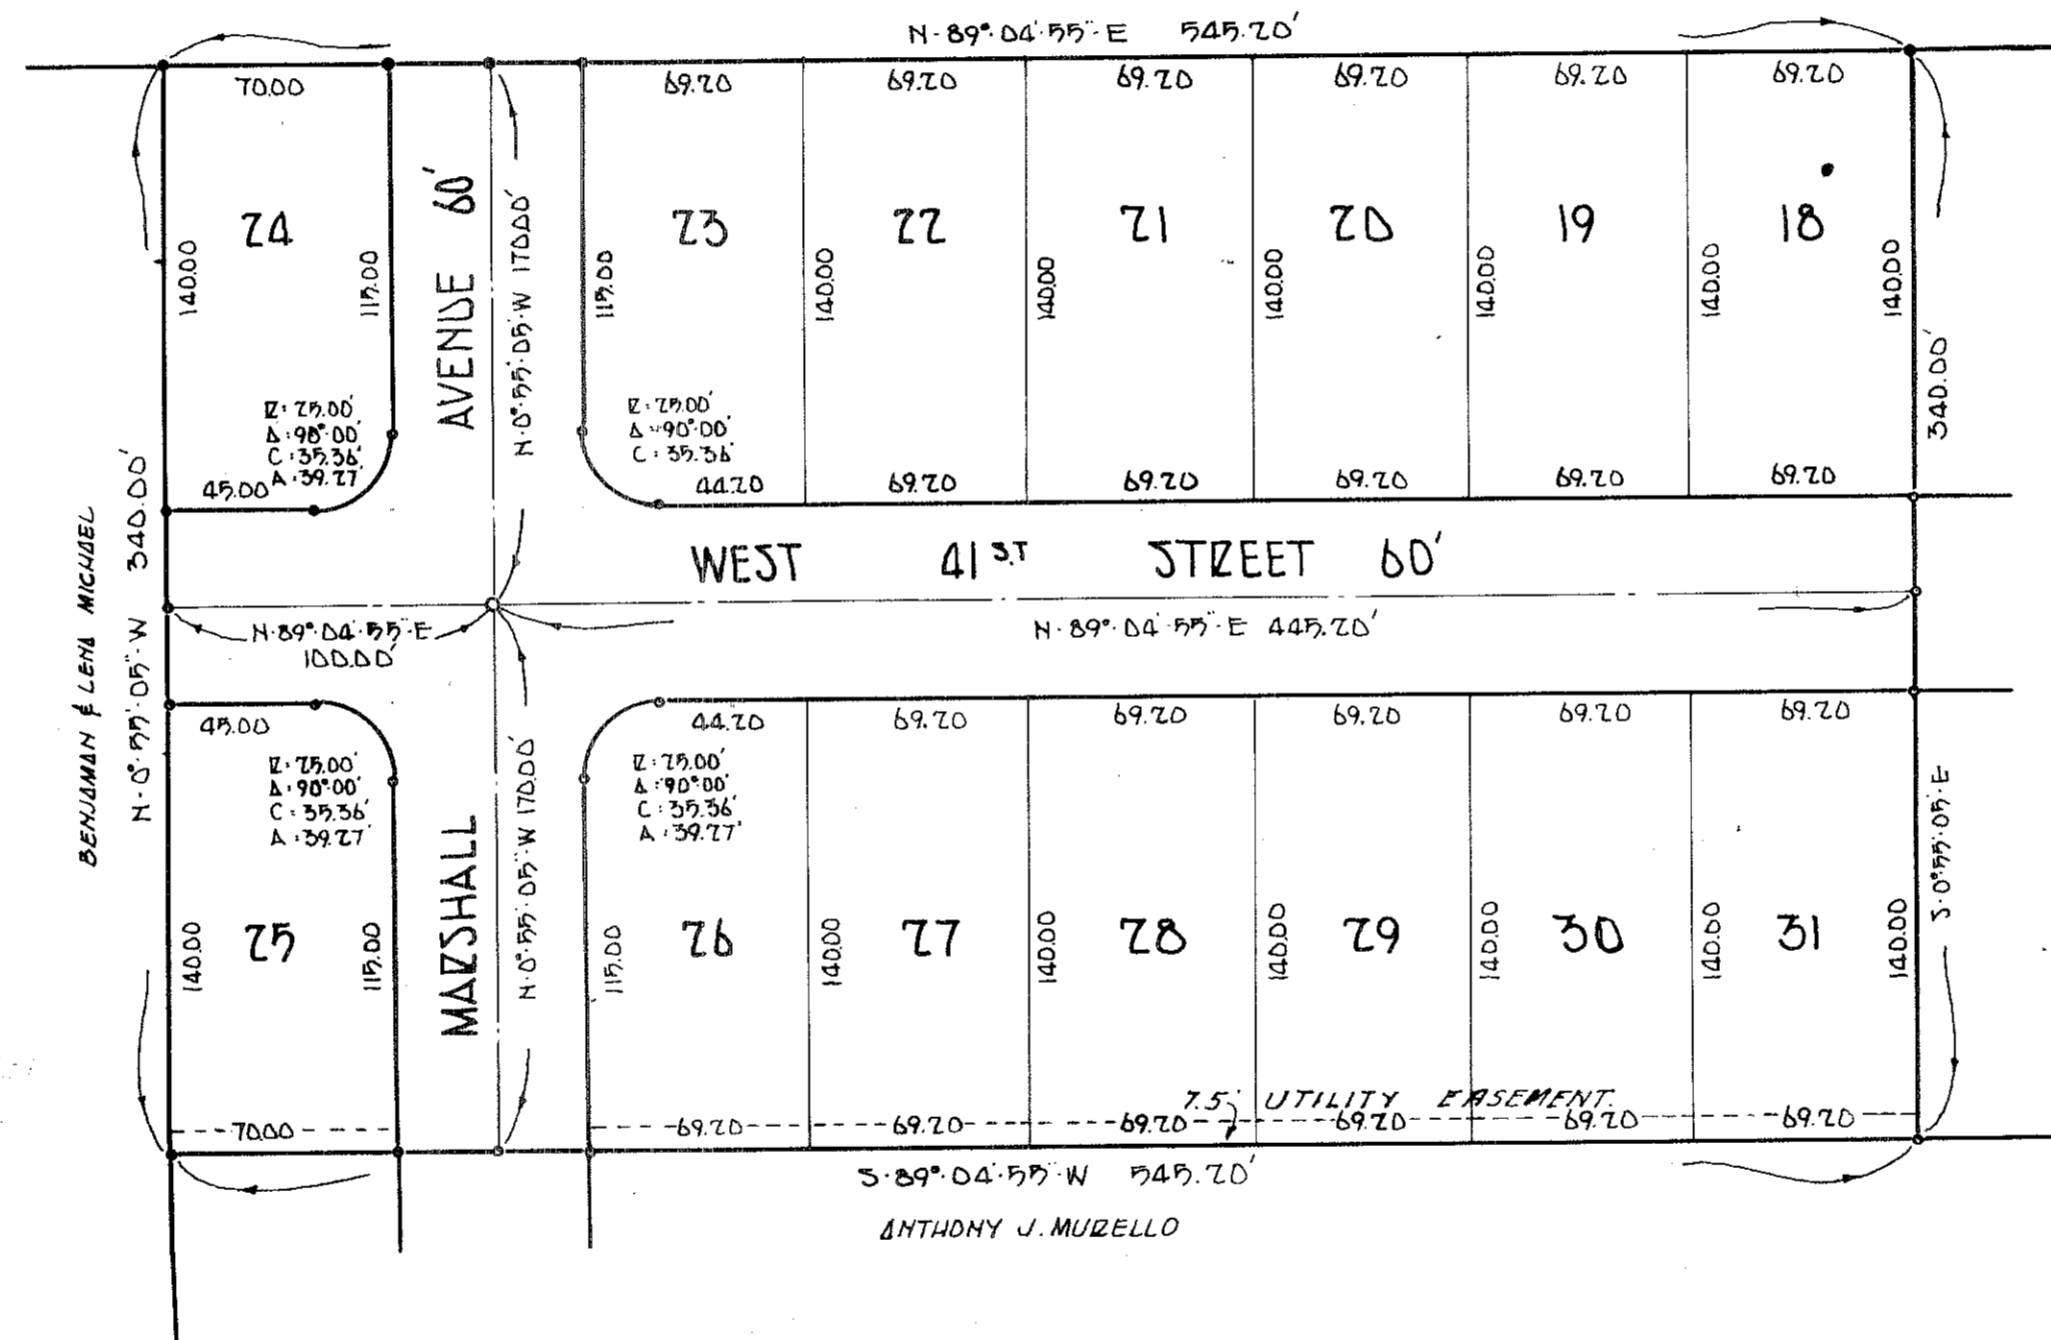 N-89°-04'-55"-E 545.20'
70.00
69.20
69.20
69.20
69.20
69.20
69.20
24
23
22
21
20
19
18
140.00
115.00
115.00
140.00
140.00
140.00
140.00
140.00
140.00
AVENUE 60'
N-0°-55'-05"-W 170.00'
R: 25.00'
Δ: 90°-00'
C: 35.36'
A: 39.27'
45.00
R: 25.00'
Δ: 90°-00'
C: 35.36'
44.20
69.20
69.20
69.20
69.20
69.20
340.00'
BENJAMAN & LENA MICHAEL
N-0°-55'-05"-W 340.00'
WEST 41 S.T STREET 60'
N-89°-04'-55"-E
100.00'
N-89°-04'-55"-E 445.20'
45.00
44.20
69.20
69.20
69.20
69.20
69.20
R: 25.00'
Δ: 90°-00'
C: 35.36'
A: 39.27'
R: 25.00'
Δ: 90°-00'
C: 35.36'
A: 39.27'
MARSHALL
N-0°-55'-05"-W 170.00'
S-0°-55'-05"-E
25
26
27
28
29
30
31
140.00
115.00
115.00
140.00
140.00
140.00
140.00
140.00
140.00
7.5' UTILITY EASEMENT.
70.00
69.20
69.20
69.20
69.20
69.20
69.20
S-89°-04'-55"-W 545.20'
ANTHONY J. MURELLO